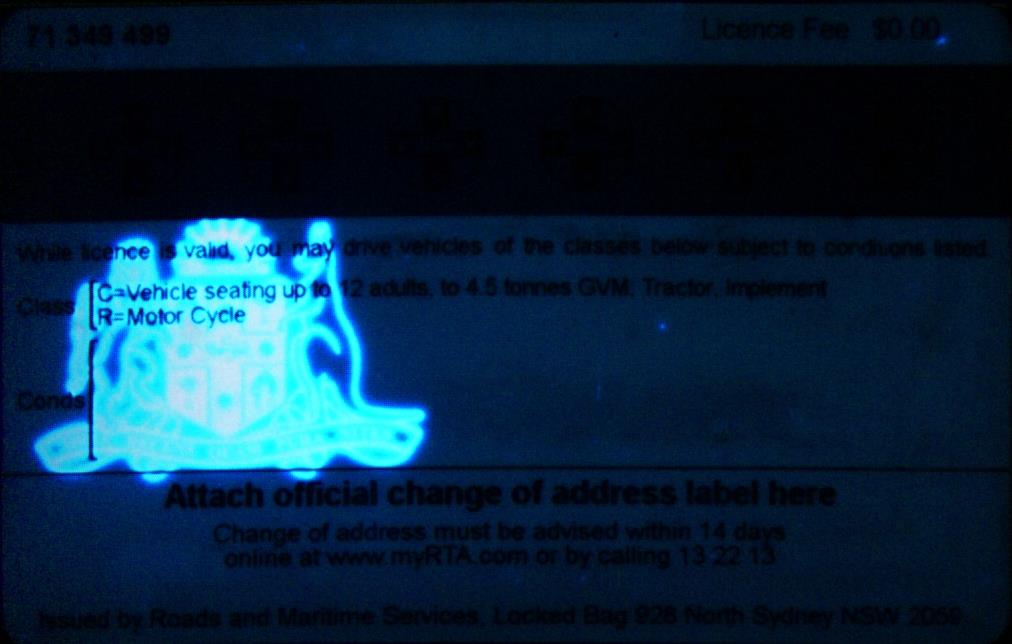 71 349 499 Licence Fee $0.00
While licence is valid, you may drive vehicles of the classes below subject to conditions listed.
Class C=Vehicle seating up to 12 adults, to 4.5 tonnes GVM; Tractor, Implement
R=Motor Cycle
Conds
Attach official change of address label here
Change of address must be advised within 14 days
online at www.myRTA.com or by calling 13 22 13
Issued by Roads and Maritime Services, Locked Bag 928 North Sydney NSW 2059